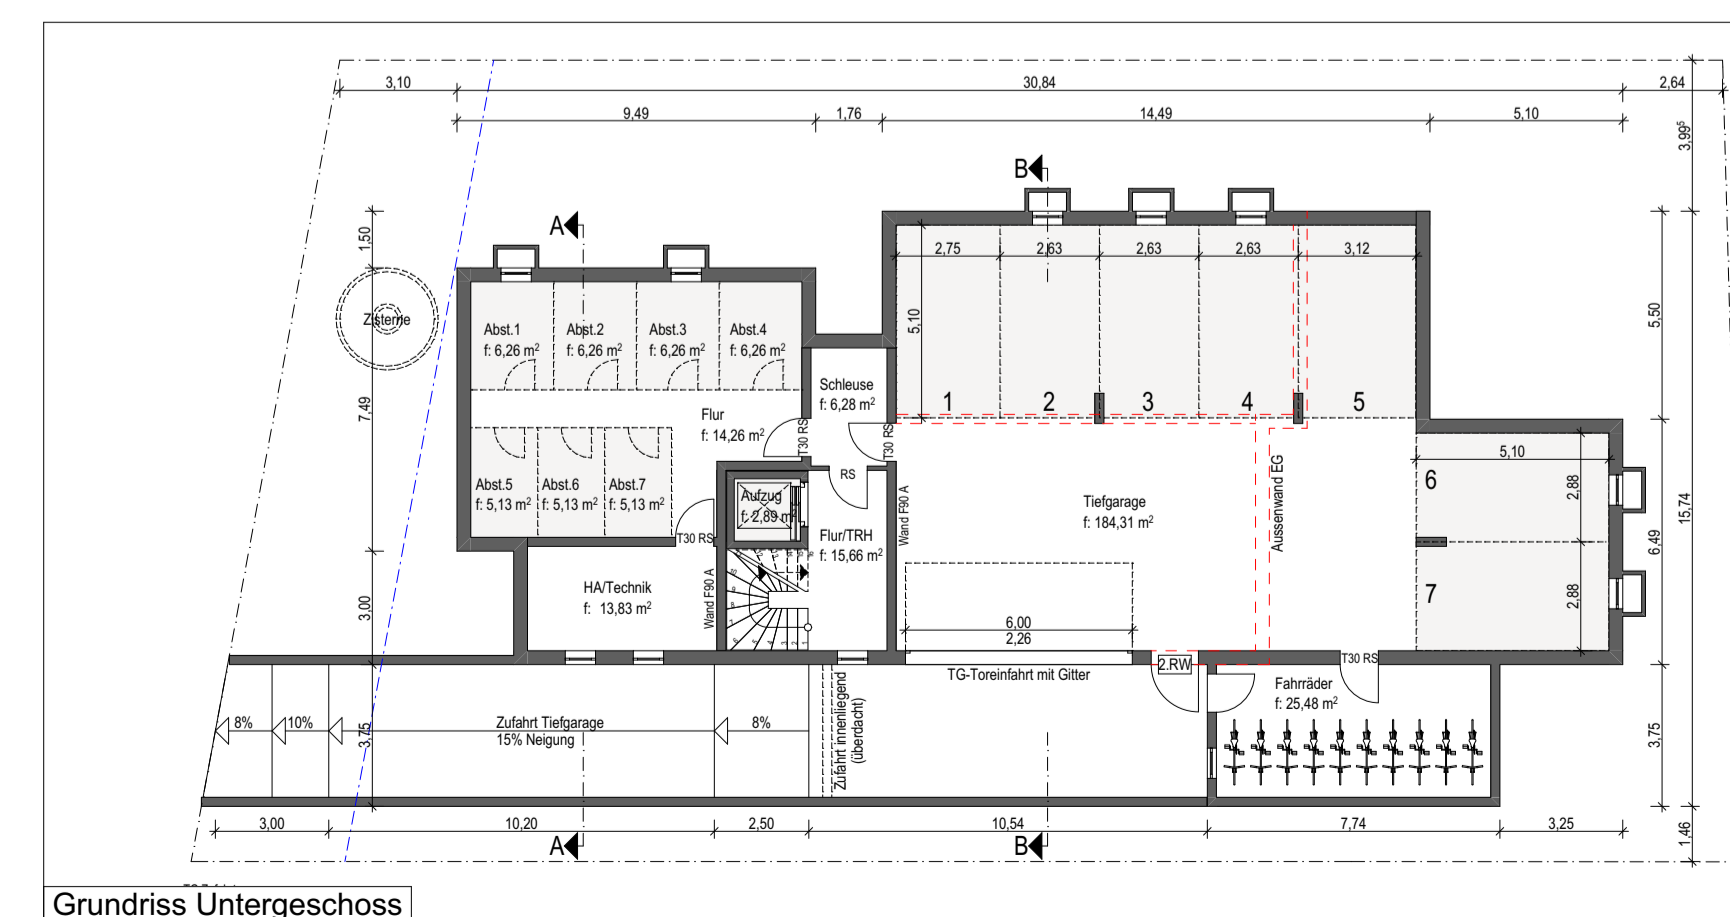 3,10
30,84
2,64
9,49
1,76
14,49
5,10
3,99⁵
B
A
1,50
2,75
2,63
2,63
2,63
3,12
5,10
5,50
Zisterne
Abst.1
f: 6,26 m²
Abst.2
f: 6,26 m²
Abst.3
f: 6,26 m²
Abst.4
f: 6,26 m²
Schleuse
f: 6,28 m²
1
2
3
4
5
7,49
Flur
f: 14,26 m²
T30 RS
T30 RS
RS
5,10
6
2,88
Abst.5
f: 5,13 m²
Abst.6
f: 5,13 m²
Abst.7
f: 5,13 m²
Aufzug
f: 2,89 m²
Wand F90 A
Tiefgarage
f: 184,31 m²
Aussenwand EG
15,74
T30 RS
Flur/TRH
f: 15,66 m²
6,49
HA/Technik
f: 13,83 m²
Wand F90 A
3,00
7
2,88
6,00
2,26
2.RW
T30 RS
TG-Toreinfahrt mit Gitter
Fahrräder
f: 25,48 m²
8%
10%
3,75
Zufahrt Tiefgarage
15% Neigung
8%
Zufahrt innenliegend
(überdacht)
3,75
3,00
10,20
2,50
10,54
7,74
3,25
1,46
A
B
Grundriss Untergeschoss